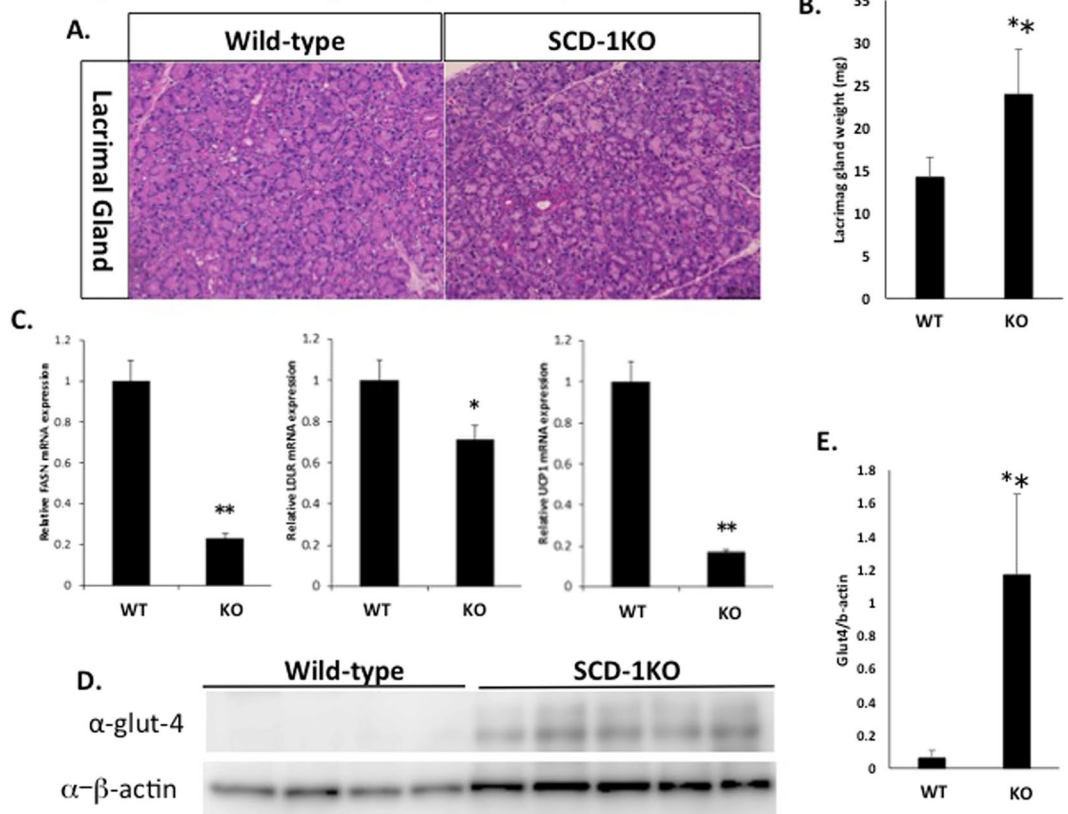 A.
Wild-type
SCD-1KO
Lacrimal Gland
B.
Lacrimag gland weight (mg)
35
30
25
20
15
10
5
0
**
WT
KO
C.
Relative FASN mRNA expression
1.2
1
0.8
0.6
0.4
0.2
0
**
WT
KO
Relative LDLR mRNA expression
1.2
1
0.8
0.6
0.4
0.2
0
*
WT
KO
Relative UCP1 mRNA expression
1.2
1
0.8
0.6
0.4
0.2
0
**
WT
KO
D.
Wild-type
SCD-1KO
α-glut-4
α−β-actin
E.
Glut4/b-actin
1.8
1.6
1.4
1.2
1
0.8
0.6
0.4
0.2
0
**
WT
KO